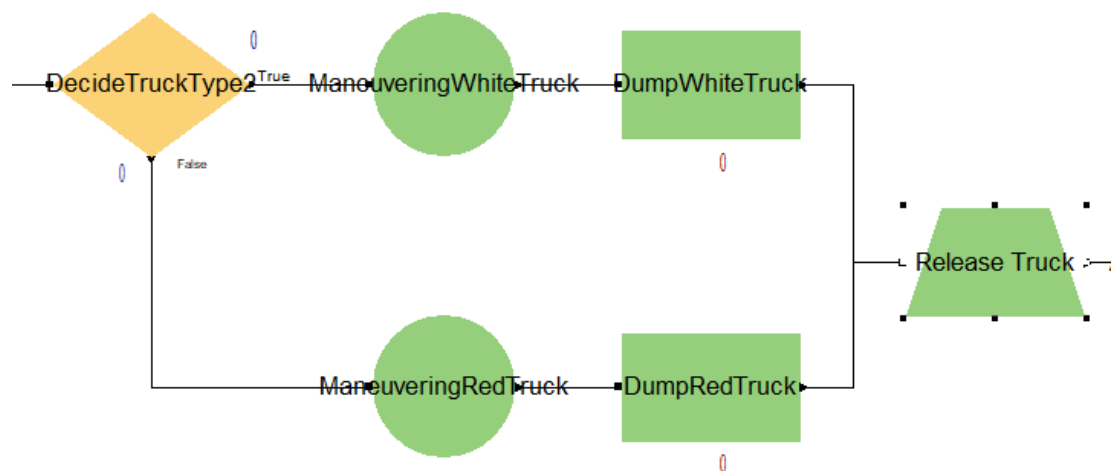 0
DecideTruckType2
True
ManouveringWhiteTruck
DumpWhiteTruck
0
False
0
Release Truck
ManeuveringRedTruck
DumpRedTruck
0